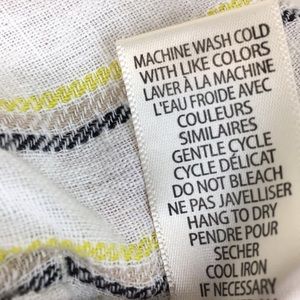 MACHINE WASH COLD
WITH LIKE COLORS
LAVER À LA MACHINE
L'EAU FROIDE AVEC
COULEURS
SIMILAIRES
GENTLE CYCLE
CYCLE DÉLICAT
DO NOT BLEACH
NE PAS JAVELLISER
HANG TO DRY
PENDRE POUR
SECHER
COOL IRON
IF NECESSARY